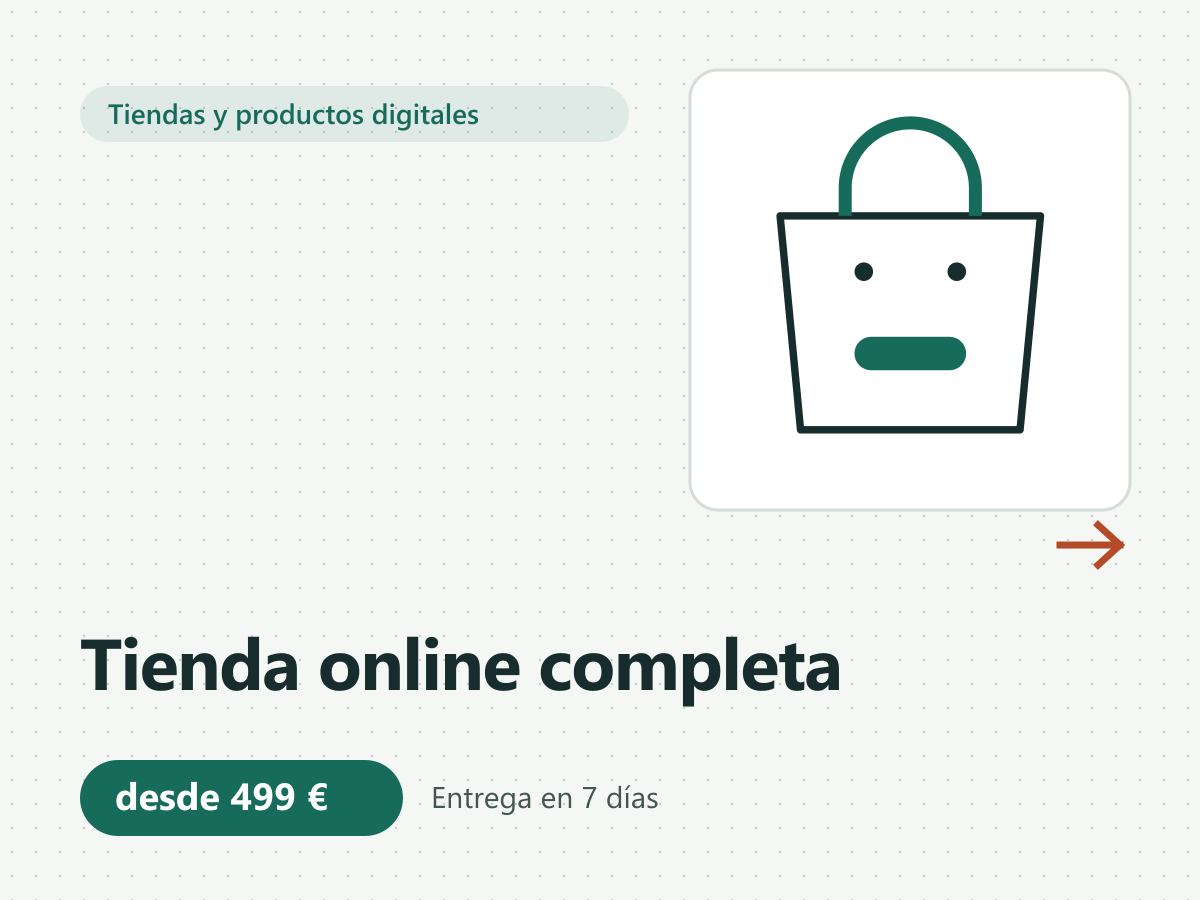 Tiendas y productos digitales
Tienda online completa
desde 499 €
Entrega en 7 días